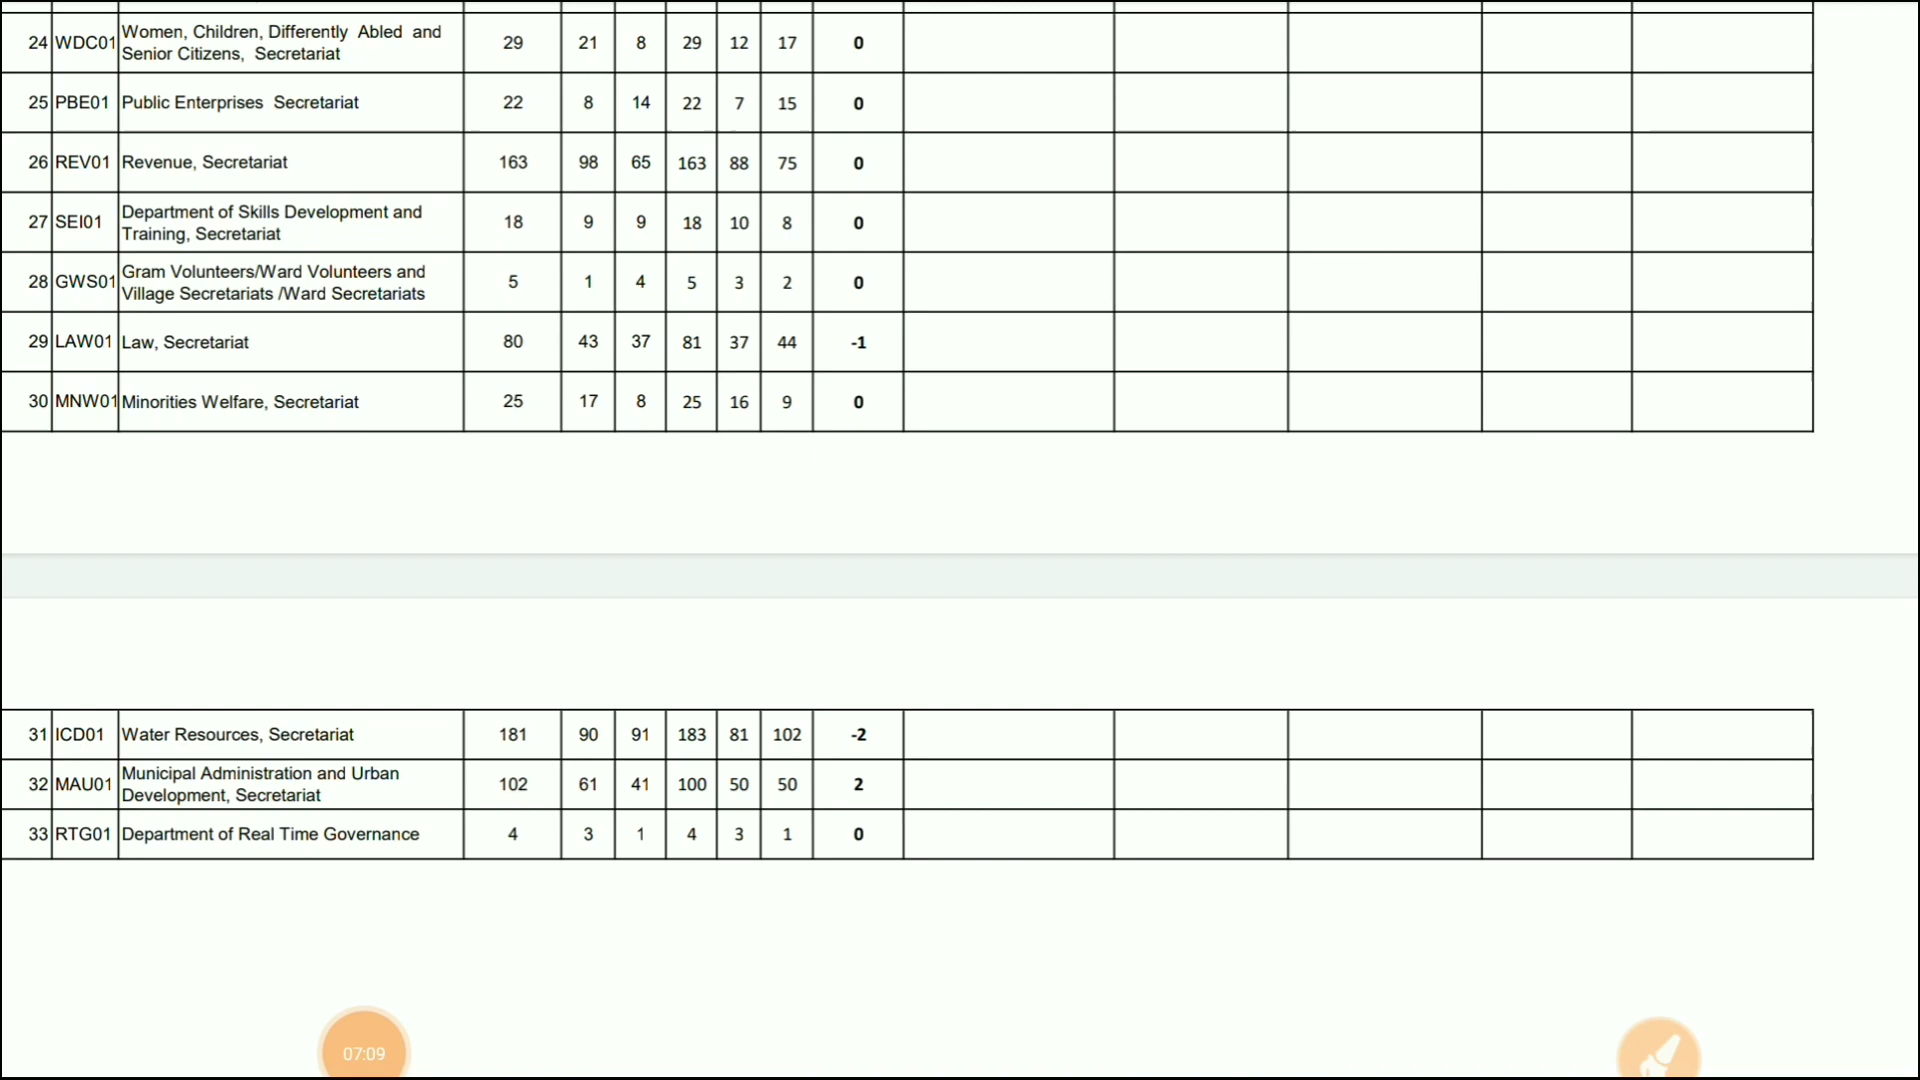 24 WDC01 Women, Children, Differently Abled and Senior Citizens, Secretariat 29 21 8 29 12 17 0
25 PBE01 Public Enterprises Secretariat 22 8 14 22 7 15 0
26 REV01 Revenue, Secretariat 163 98 65 163 88 75 0
27 SEI01 Department of Skills Development and Training, Secretariat 18 9 9 18 10 8 0
28 GWS01 Gram Volunteers/Ward Volunteers and Village Secretariats /Ward Secretariats 5 1 4 5 3 2 0
29 LAW01 Law, Secretariat 80 43 37 81 37 44 -1
30 MNW01 Minorities Welfare, Secretariat 25 17 8 25 16 9 0
31 ICD01 Water Resources, Secretariat 181 90 91 183 81 102 -2
32 MAU01 Municipal Administration and Urban Development, Secretariat 102 61 41 100 50 50 2
33 RTG01 Department of Real Time Governance 4 3 1 4 3 1 0
07:09